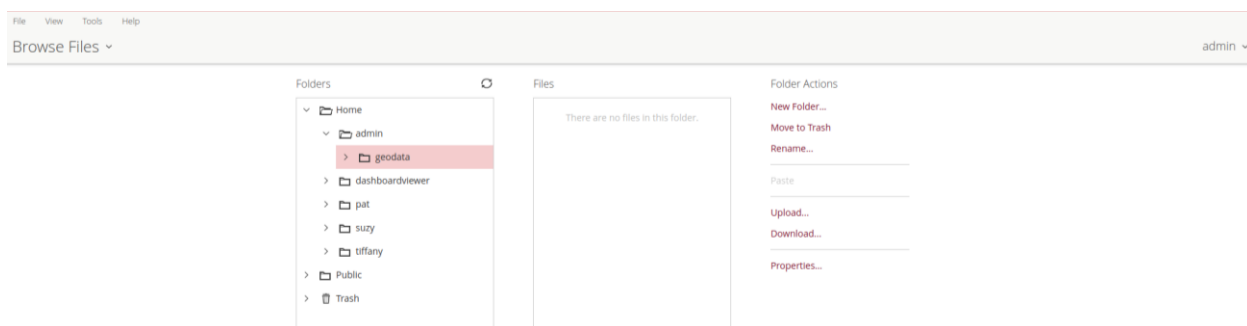 File View Tools Help
Browse Files
admin
Folders
Home
admin
geodata
dashboardviewer
pat
suzy
tiffany
Public
Trash
Files
There are no files in this folder.
Folder Actions
New Folder...
Move to Trash
Rename...
Paste
Upload...
Download...
Properties...